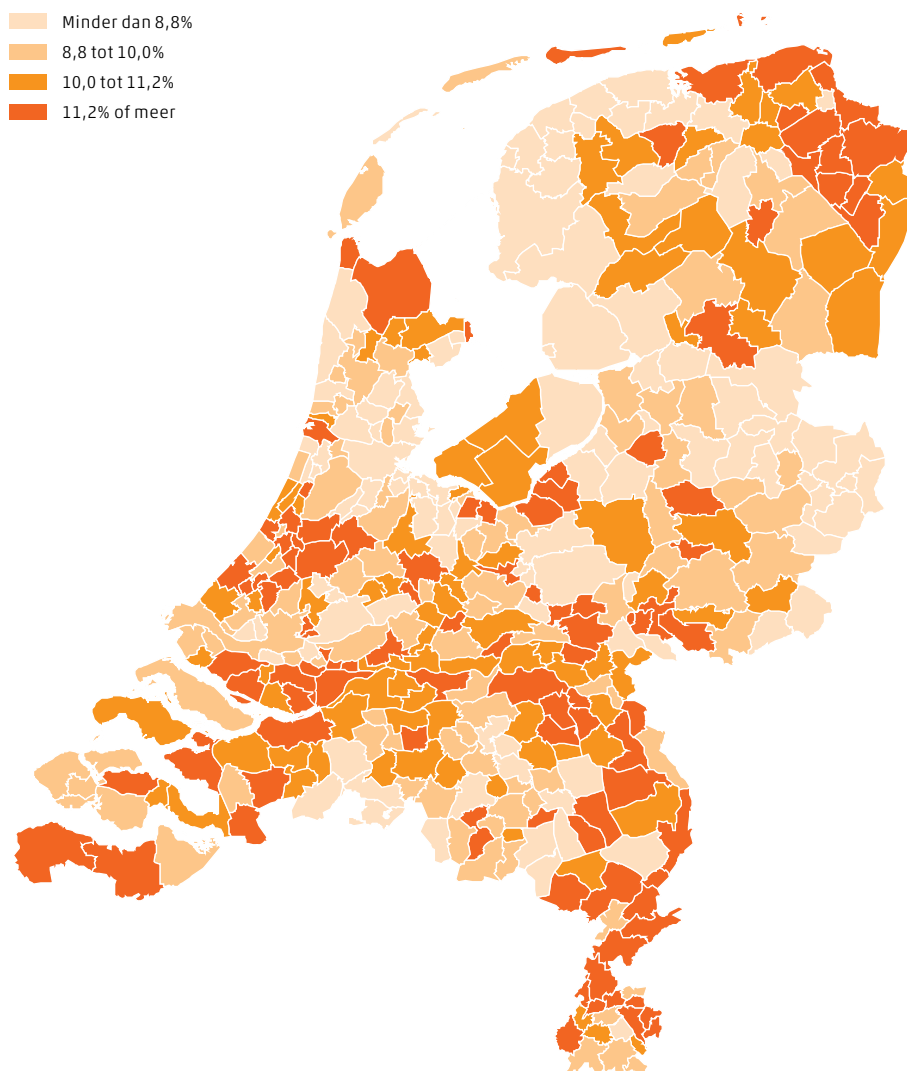 Minder dan 8,8%
8,8 tot 10,0%
10,0 tot 11,2%
11,2% of meer